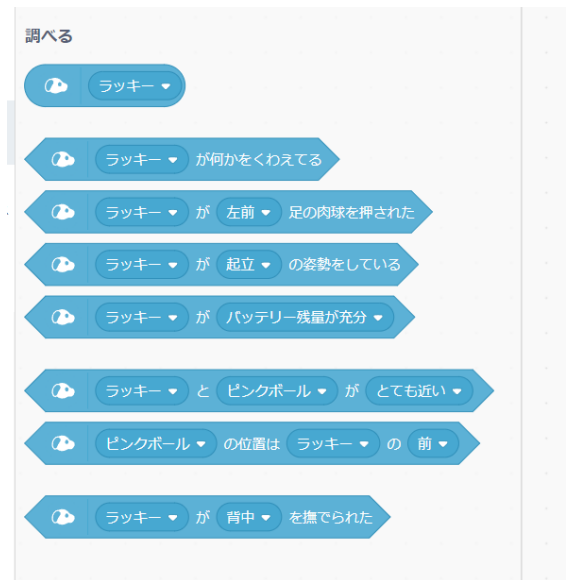 調べる
ラッキー
ラッキー が何かをくわえてる
ラッキー が 左前 足の肉球を押された
ラッキー が 起立 の姿勢をしている
ラッキー が バッテリー残量が充分
ラッキー と ピンクボール が とても近い
ピンクボール の位置は ラッキー の 前
ラッキー が 背中 を撫でられた